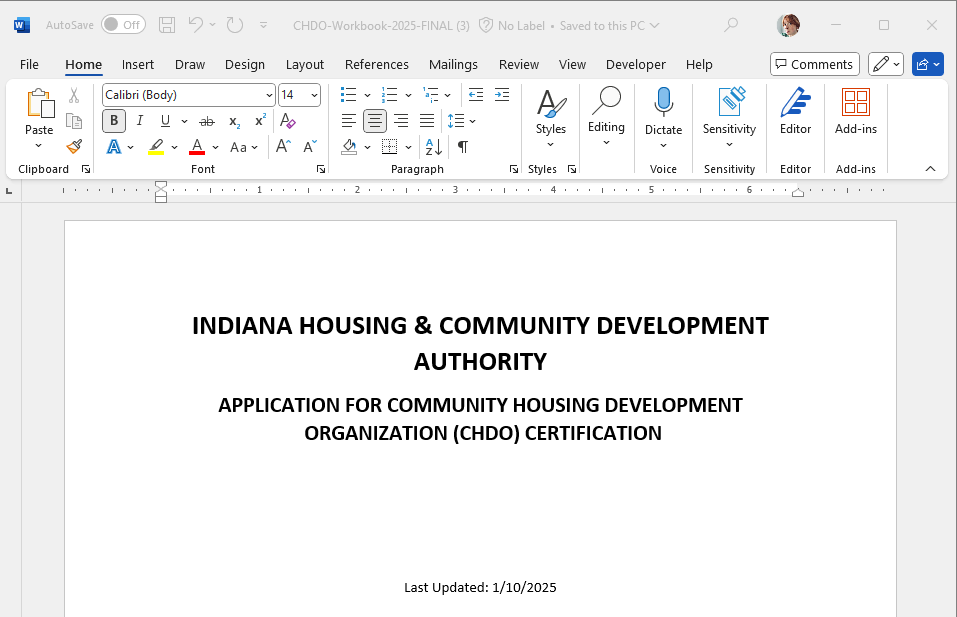 AutoSave Off CHDO-Workbook-2025-FINAL (3) No Label • Saved to this PC
File Home Insert Draw Design Layout References Mailings Review View Developer Help Comments
Calibri (Body) 14
B I U ab x₂ x²
A A Aa A A
Paste Styles Editing Dictate Sensitivity Editor Add-ins
Clipboard Font Paragraph Styles Voice Sensitivity Editor Add-ins
1 2 3 4 5 6
INDIANA HOUSING & COMMUNITY DEVELOPMENT
AUTHORITY
APPLICATION FOR COMMUNITY HOUSING DEVELOPMENT
ORGANIZATION (CHDO) CERTIFICATION
Last Updated: 1/10/2025